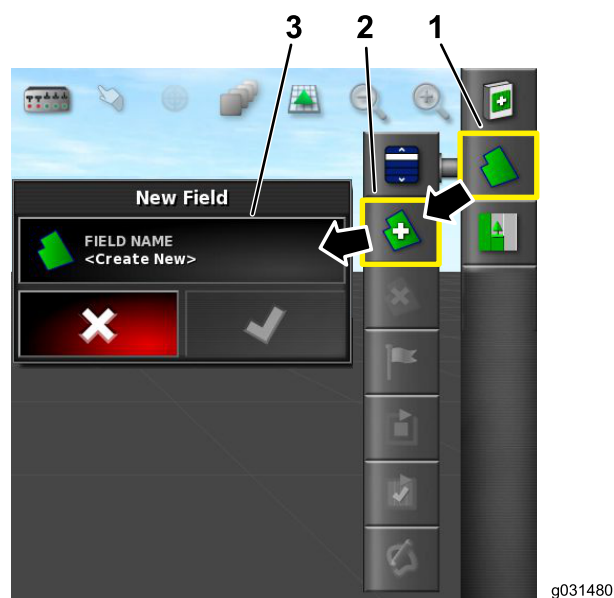 3 2 1
New Field
FIELD NAME
<Create New>
g031480